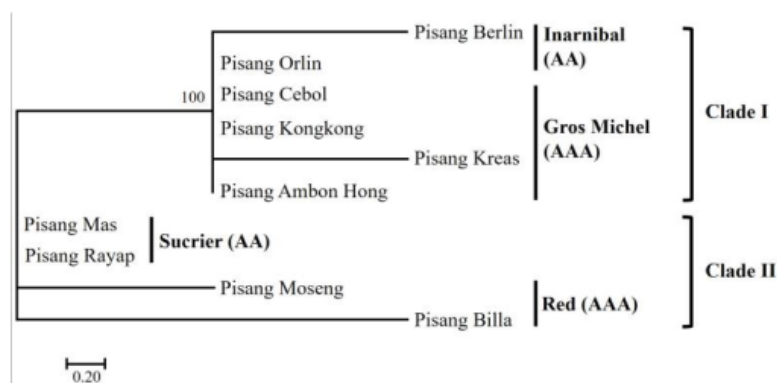 Pisang Berlin
Inarnibal
(AA)
Pisang Orlin
100
Pisang Cebol
Clade I
Pisang Kongkong
Gros Michel
(AAA)
Pisang Kreas
Pisang Ambon Hong
Pisang Mas
Sucrier (AA)
Pisang Rayap
Clade II
Pisang Moseng
Red (AAA)
Pisang Billa
0.20